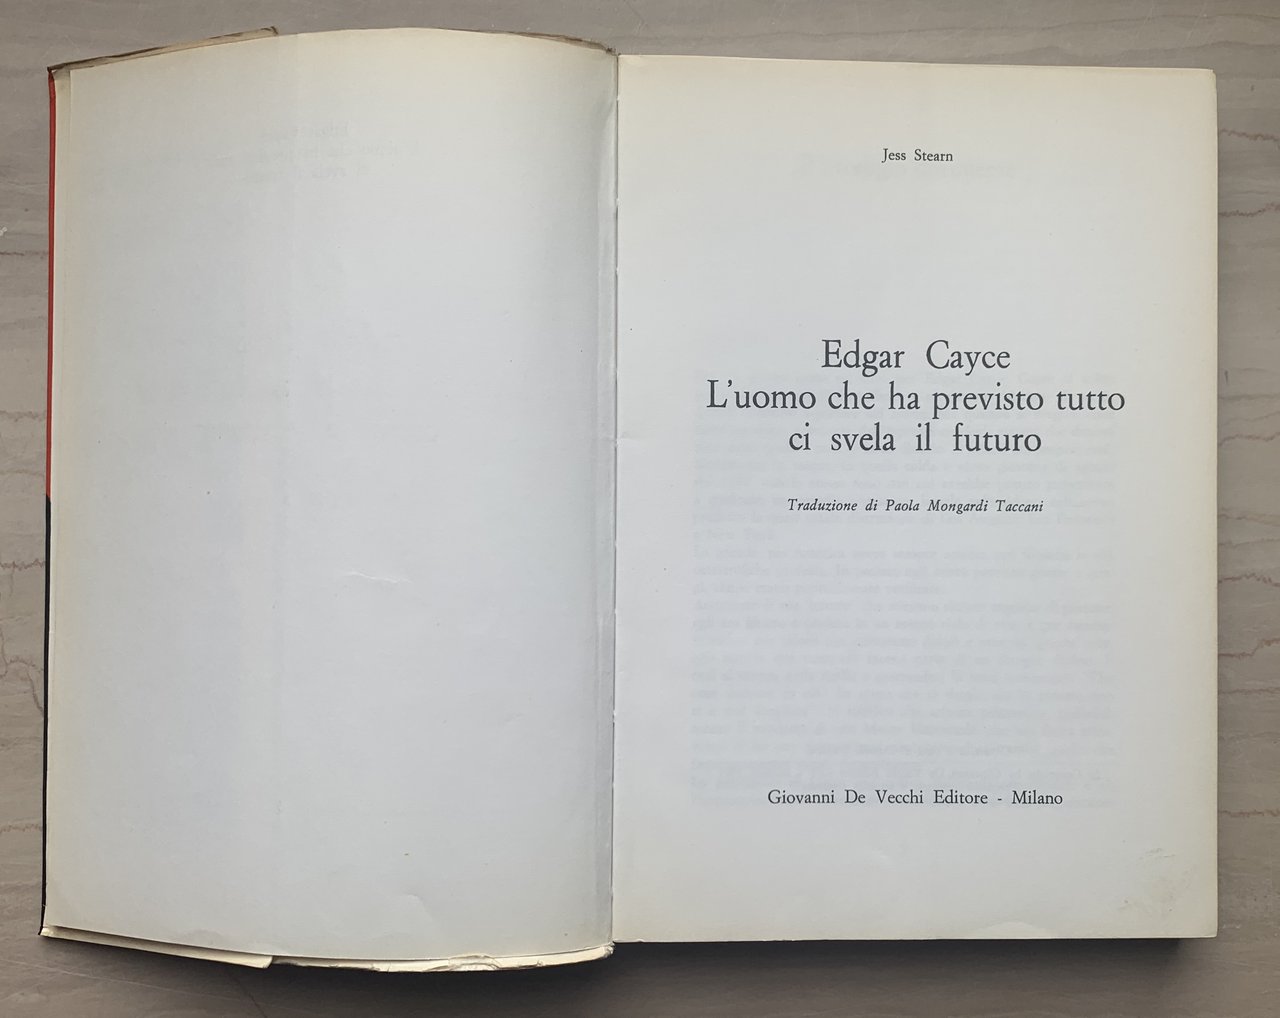 Jess Stearn
Edgar Cayce
L'uomo che ha previsto tutto
ci svela il futuro
Traduzione di Paola Mongardi Taccani
Giovanni De Vecchi Editore - Milano